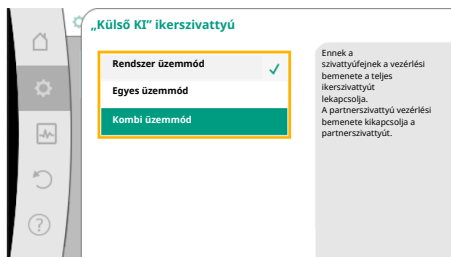 „Külső KI” ikerszivattyú
Rendszer üzemmód
Egyes üzemmód
Kombi üzemmód
Ennek a
szivattyúfejnek a vezérlési
bemenete a teljes
ikerszivattyút
lekapcsolja.
A partnerszivattyú vezérlési
bemenete kikapcsolja a
partnerszivattyút.